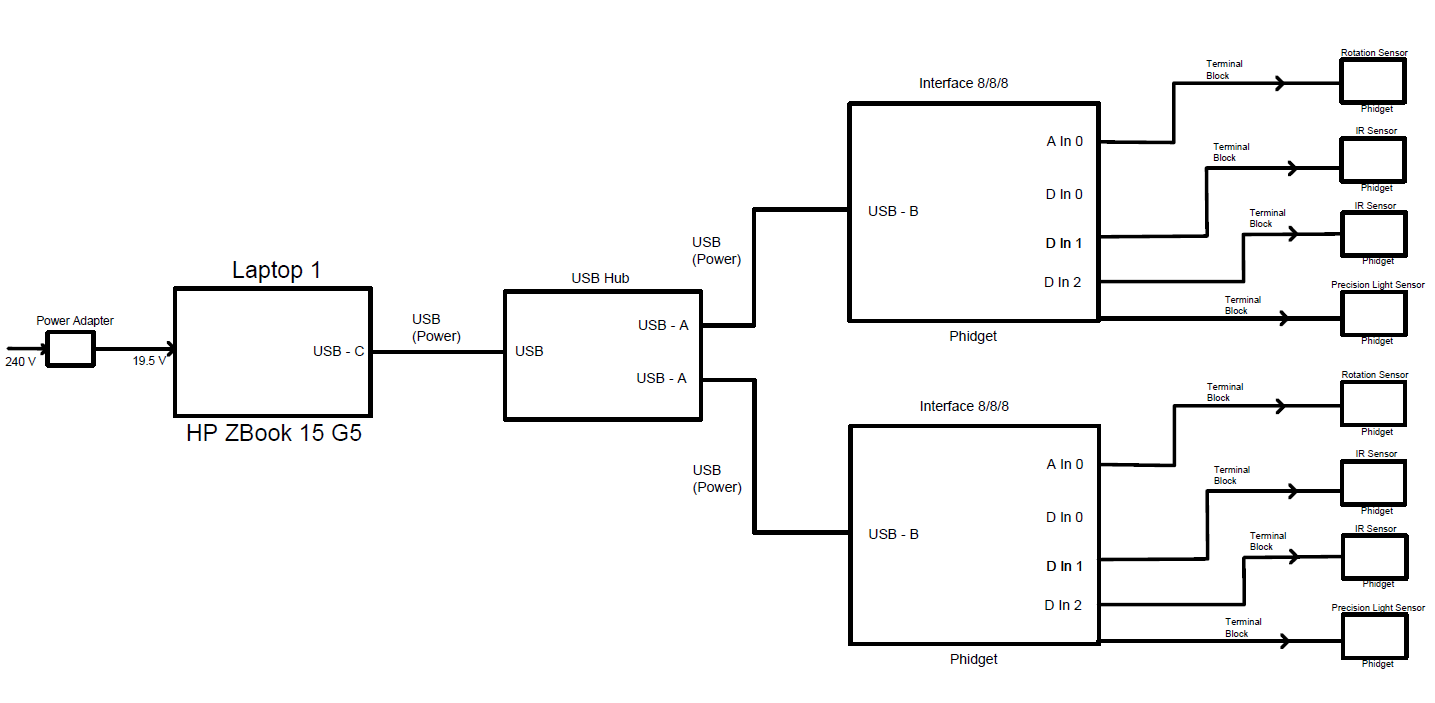 Power Adapter
240 V
19.5 V
Laptop 1
USB - C
HP ZBook 15 G5
USB
(Power)
USB Hub
USB
USB - A
USB - A
USB
(Power)
USB
(Power)
Interface 8/8/8
USB - B
A In 0
D In 0
D In 1
D In 2
Phidget
Terminal
Block
Rotation Sensor
Phidget
Terminal
Block
IR Sensor
Phidget
Terminal
Block
IR Sensor
Phidget
Terminal
Block
Precision Light Sensor
Phidget
Interface 8/8/8
USB - B
A In 0
D In 0
D In 1
D In 2
Phidget
Terminal
Block
Rotation Sensor
Phidget
Terminal
Block
IR Sensor
Phidget
Terminal
Block
IR Sensor
Phidget
Terminal
Block
Precision Light Sensor
Phidget